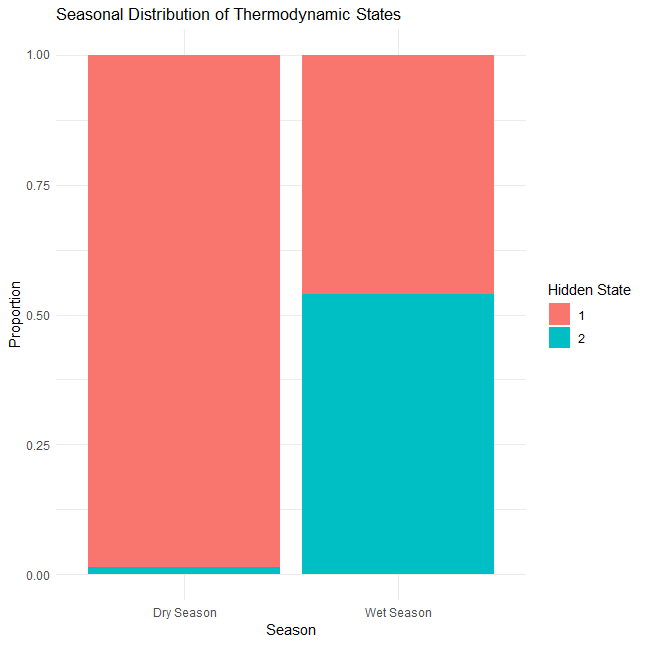 Seasonal Distribution of Thermodynamic States
1.00
0.75
0.50
0.25
0.00
Proportion
Dry Season
Wet Season
Season
Hidden State
1
2